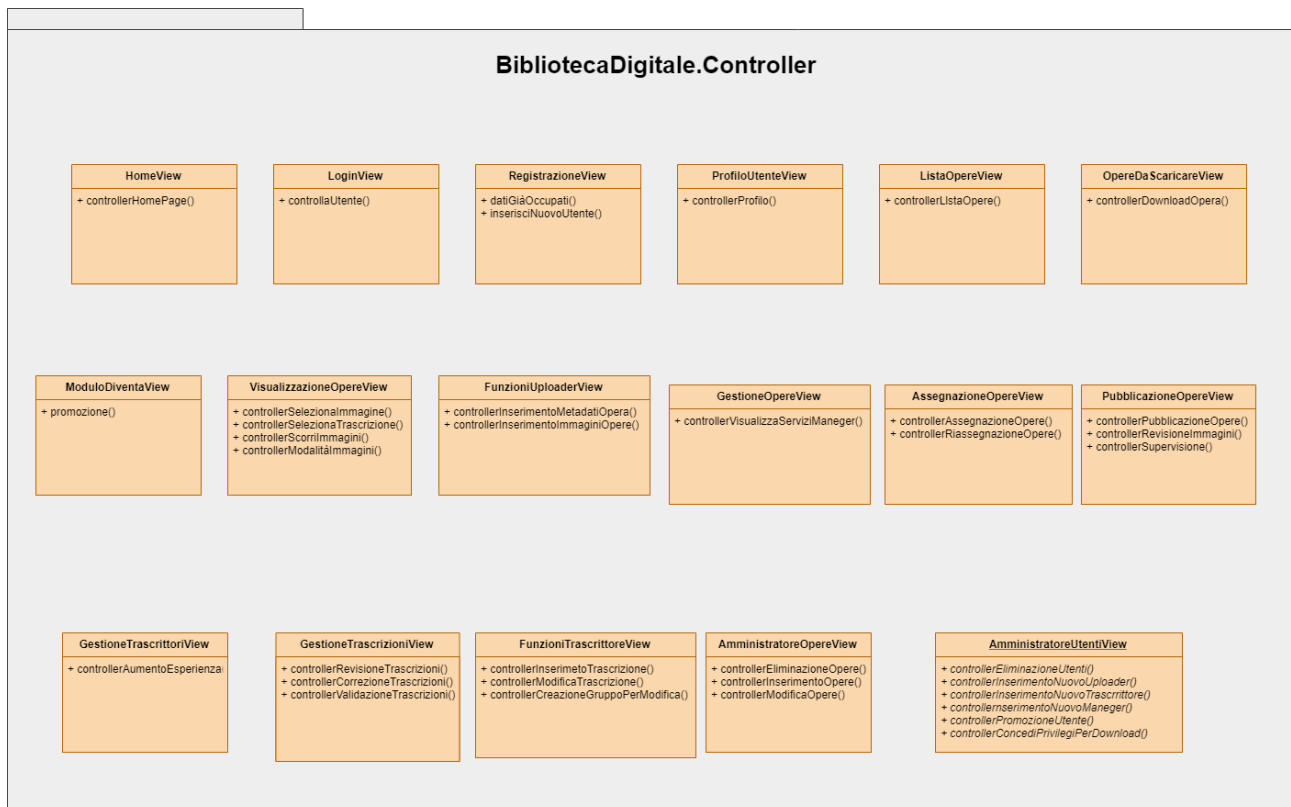 BibliotecaDigitale.Controller
HomeView
+ controllerHomePage()
LoginView
+ controllaUtente()
RegistrazioneView
+ datiGiàOccupati()
+ inserisciNuovoUtente()
ProfiloUtenteView
+ controllerProfilo()
ListaOpereView
+ controllerLIstaOpere()
OpereDaScaricareView
+ controllerDownloadOpera()
ModuloDiventaView
+ promozione()
VisualizzazioneOpereView
+ controllerSelezionaImmagine()
+ controllerSelezionaTrascrizione()
+ controllerScorriImmagini()
+ controllerModalitàImmagini()
FunzioniUploaderView
+ controllerInserimentoMetadatiOpera()
+ controllerInserimentoImmaginiOpere()
GestioneOpereView
+ controllerVisualizzaServiziManeger()
AssegnazioneOpereView
+ controllerAssegnazioneOpere()
+ controllerRiassegnazioneOpere()
PubblicazioneOpereView
+ controllerPubblicazioneOpere()
+ controllerRevisioneImmagini()
+ controllerSupervisione()
GestioneTrascrittoriView
+ controllerAumentoEsperienza
GestioneTrascrizioniView
+ controllerRevisioneTrascrizioni()
+ controllerCorrezioneTrascrizioni()
+ controllerValidazioneTrascrizioni()
FunzioniTrascrittoreView
+ controllerInserimetoTrascrizione()
+ controllerModificaTrascrizione()
+ controllerCreazioneGruppoPerModifica()
AmministratoreOpereView
+ controllerEliminazioneOpere()
+ controllerInserimentoOpere()
+ controllerModificaOpere()
AmministratoreUtentiView
+ controllerEliminazioneUtenti()
+ controllerInserimentoNuovoUploader()
+ controllerInserimentoNuovoTrascrrittore()
+ controllernserimentoNuovoManeger()
+ controllerPromozioneUtente()
+ controllerConcediPrivilegiPerDownload()